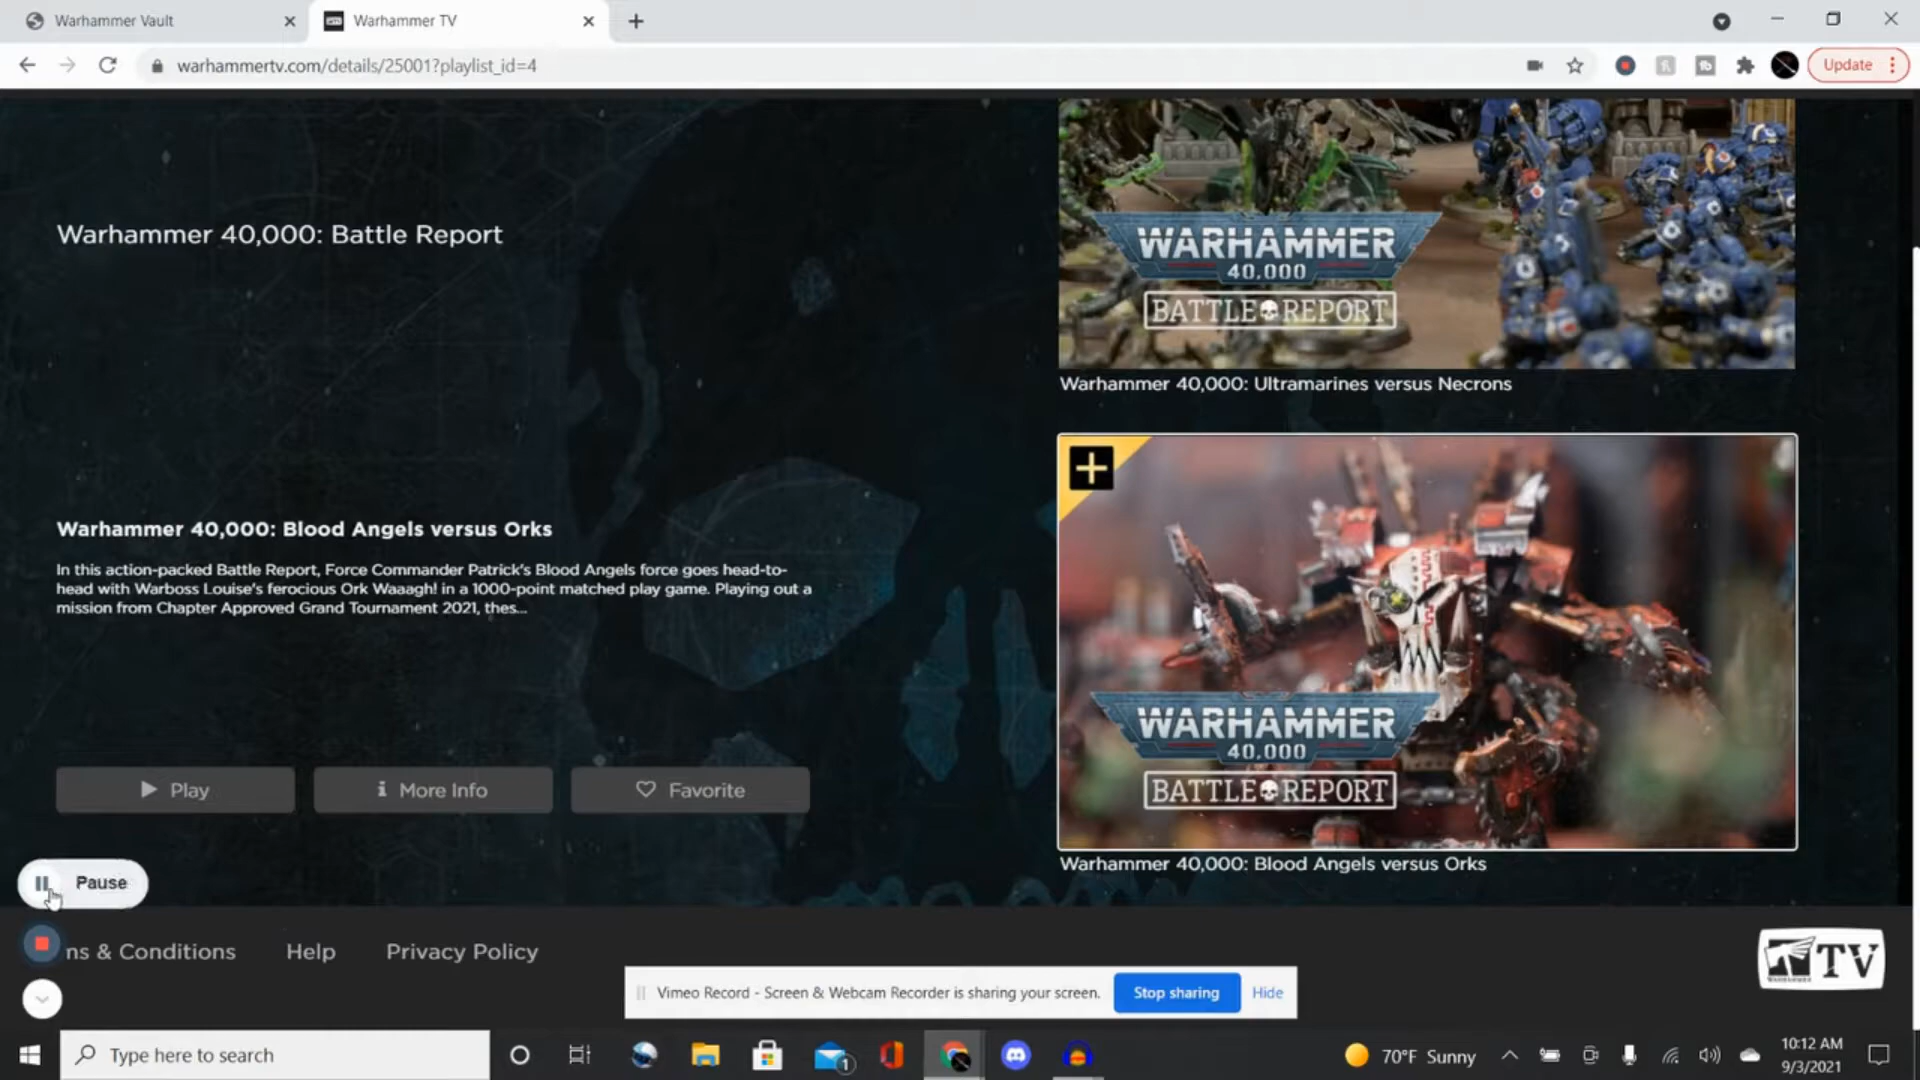 Warhammer Vault
Warhammer TV
warhammertv.com/details/25001?playlist_id=4
Update
Warhammer 40,000: Battle Report
WARHAMMER
40,000
BATTLE REPORT
Warhammer 40,000: Ultramarines versus Necrons
Warhammer 40,000: Blood Angels versus Orks
In this action-packed Battle Report, Force Commander Patrick's Blood Angels force goes head-to-
head with Warboss Louise's ferocious Ork Waaagh! in a 1000-point matched play game. Playing out a
mission from Chapter Approved Grand Tournament 2021, thes...
Play
More Info
Favorite
WARHAMMER
40,000
BATTLE REPORT
Warhammer 40,000: Blood Angels versus Orks
Pause
ns & Conditions
Help
Privacy Policy
TV
Vimeo Record - Screen & Webcam Recorder is sharing your screen.
Stop sharing
Hide
Type here to search
1
70°F Sunny
10:12 AM
9/3/2021